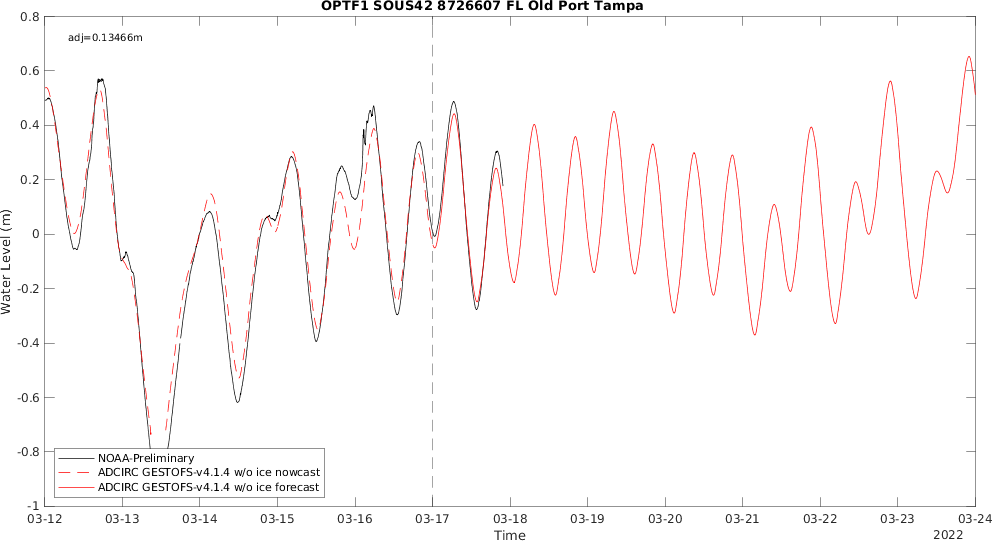 OPTF1 SOUS42 8726607 FL Old Port Tampa
adj=0.13466m
0.8
0.6
0.4
0.2
0
-0.2
-0.4
-0.6
-0.8
-1
Water Level (m)
NOAA-Preliminary
ADCIRC GESTOFS-v4.1.4 w/o ice nowcast
ADCIRC GESTOFS-v4.1.4 w/o ice forecast
03-12 03-13 03-14 03-15 03-16 03-17 03-18 03-19 03-20 03-21 03-22 03-23 03-24
Time
2022